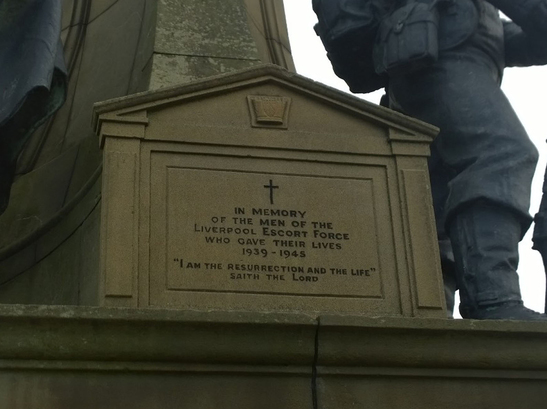 IN MEMORY
OF THE MEN OF THE
LIVERPOOL ESCORT FORCE
WHO GAVE THEIR LIVES
1939 - 1945
"I AM THE RESURRECTION AND THE LIFE"
SAITH THE LORD